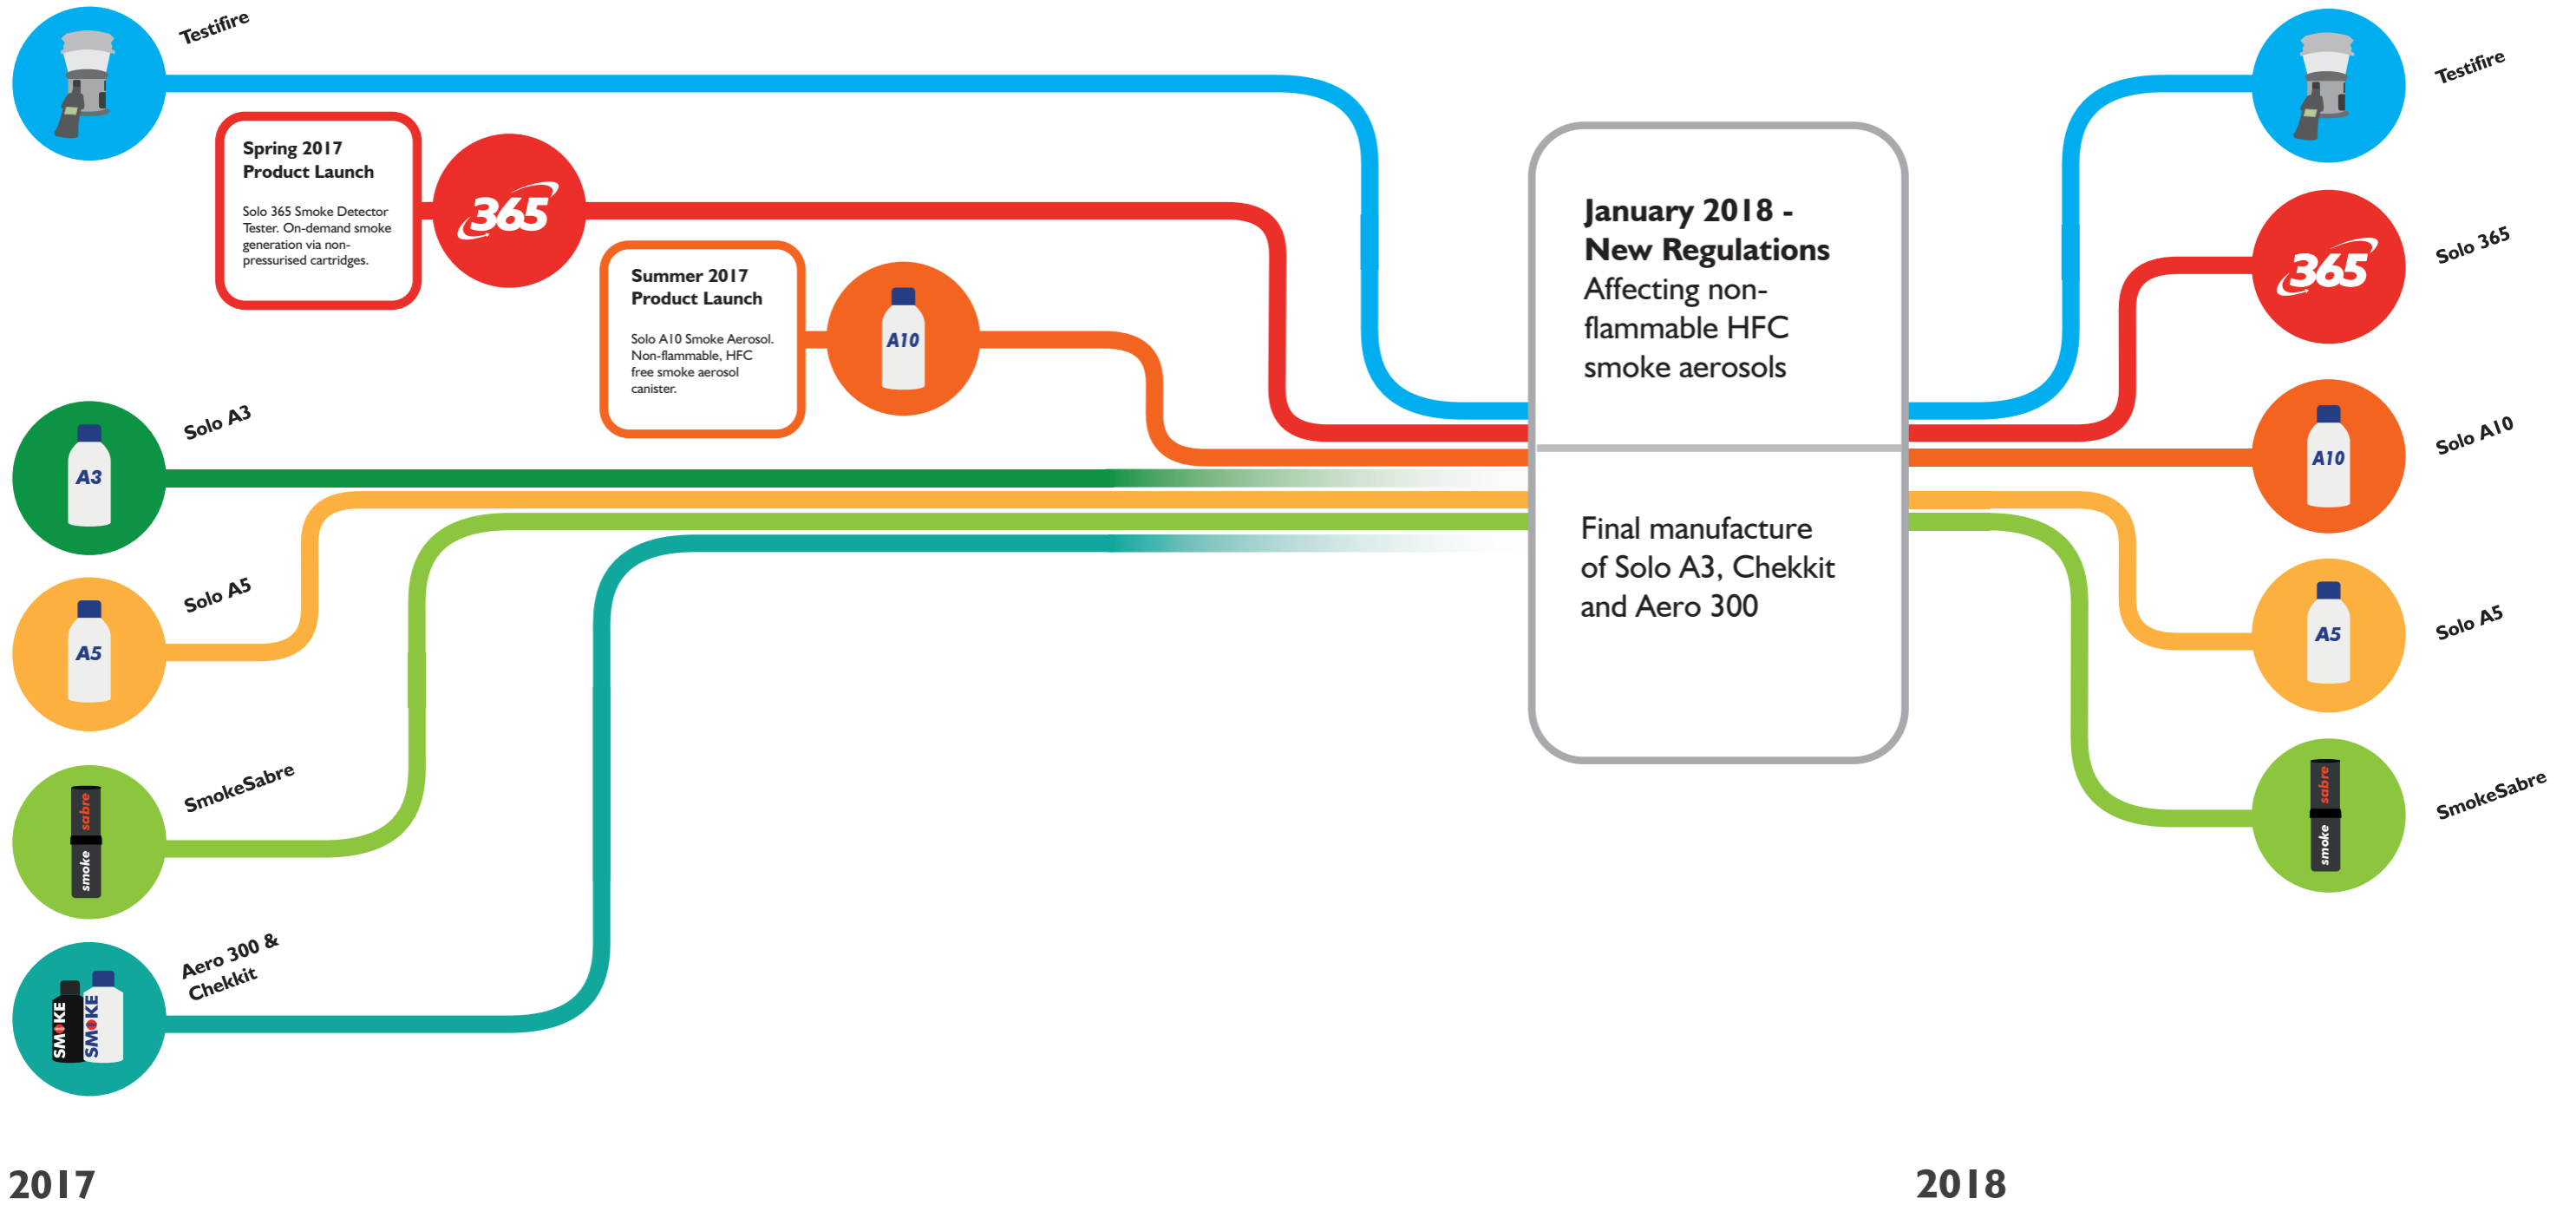 Testifire
Spring 2017
Product Launch
Solo 365 Smoke Detector
Tester. On-demand smoke
generation via non-
pressurised cartridges.
365
Summer 2017
Product Launch
Solo A10 Smoke Aerosol.
Non-flammable, HFC
free smoke aerosol
canister.
A10
Solo A3
A3
Solo A5
A5
SmokeSabre
smoke sabre
Aero 300 &
Chekkit
SMOKE
SMOKE
January 2018 -
New Regulations
Affecting non-
flammable HFC
smoke aerosols
Final manufacture
of Solo A3, Chekkit
and Aero 300
Testifire
365
Solo 365
A10
Solo A10
A5
Solo A5
smoke sabre
SmokeSabre
2017
2018